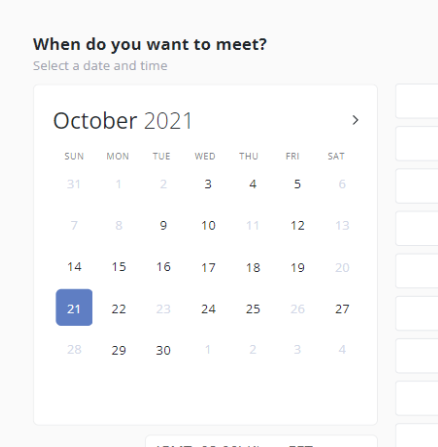 When do you want to meet?
Select a date and time
October 2021
SUN MON TUE WED THU FRI SAT
31 1 2 3 4 5 6
7 8 9 10 11 12 13
14 15 16 17 18 19 20
21 22 23 24 25 26 27
28 29 30 1 2 3 4